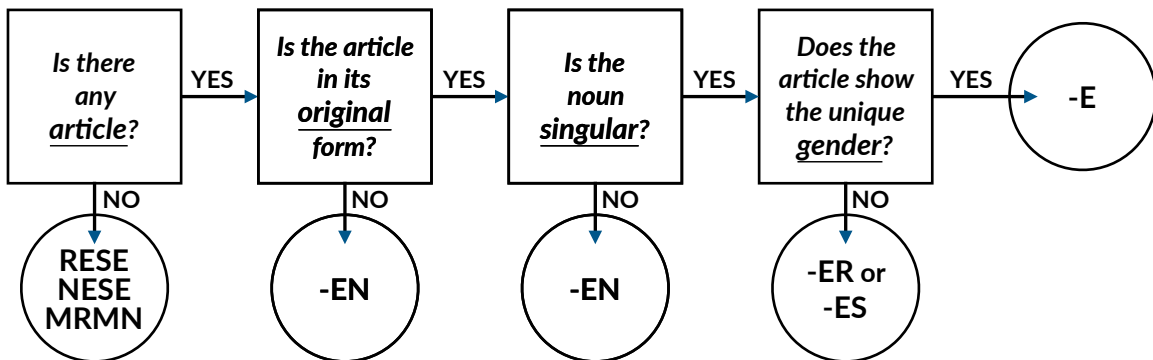 Is there
any
article?
YES
Is the article
in its
original
form?
YES
Is the
noun
singular?
YES
Does the
article show
the unique
gender?
YES
-E
NO
RESE
NESE
MRMN
NO
-EN
NO
-EN
NO
-ER or
-ES